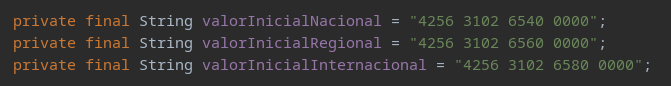 private final String valorInicialNacional = "4256 3102 6540 0000";
private final String valorInicialRegional = "4256 3102 6560 0000";
private final String valorInicialInternacional = "4256 3102 6580 0000";